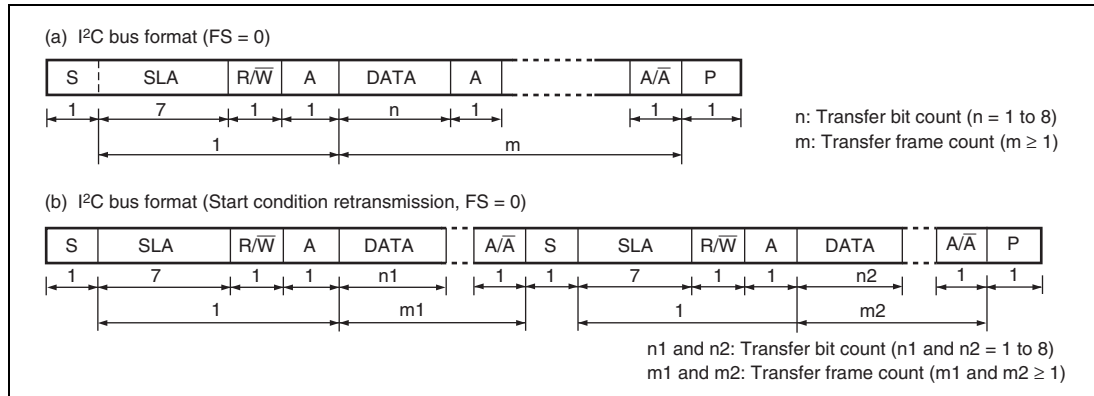 (a) I²C bus format (FS = 0)
S SLA R/W̅ A DATA A A/A̅ P
1 7 1 1 n 1 1 1
1 m
n: Transfer bit count (n = 1 to 8)
m: Transfer frame count (m ≥ 1)
(b) I²C bus format (Start condition retransmission, FS = 0)
S SLA R/W̅ A DATA A/A̅ S SLA R/W̅ A DATA A/A̅ P
1 7 1 1 n1 1 1 7 1 1 n2 1 1
1 m1 1 m2
n1 and n2: Transfer bit count (n1 and n2 = 1 to 8)
m1 and m2: Transfer frame count (m1 and m2 ≥ 1)